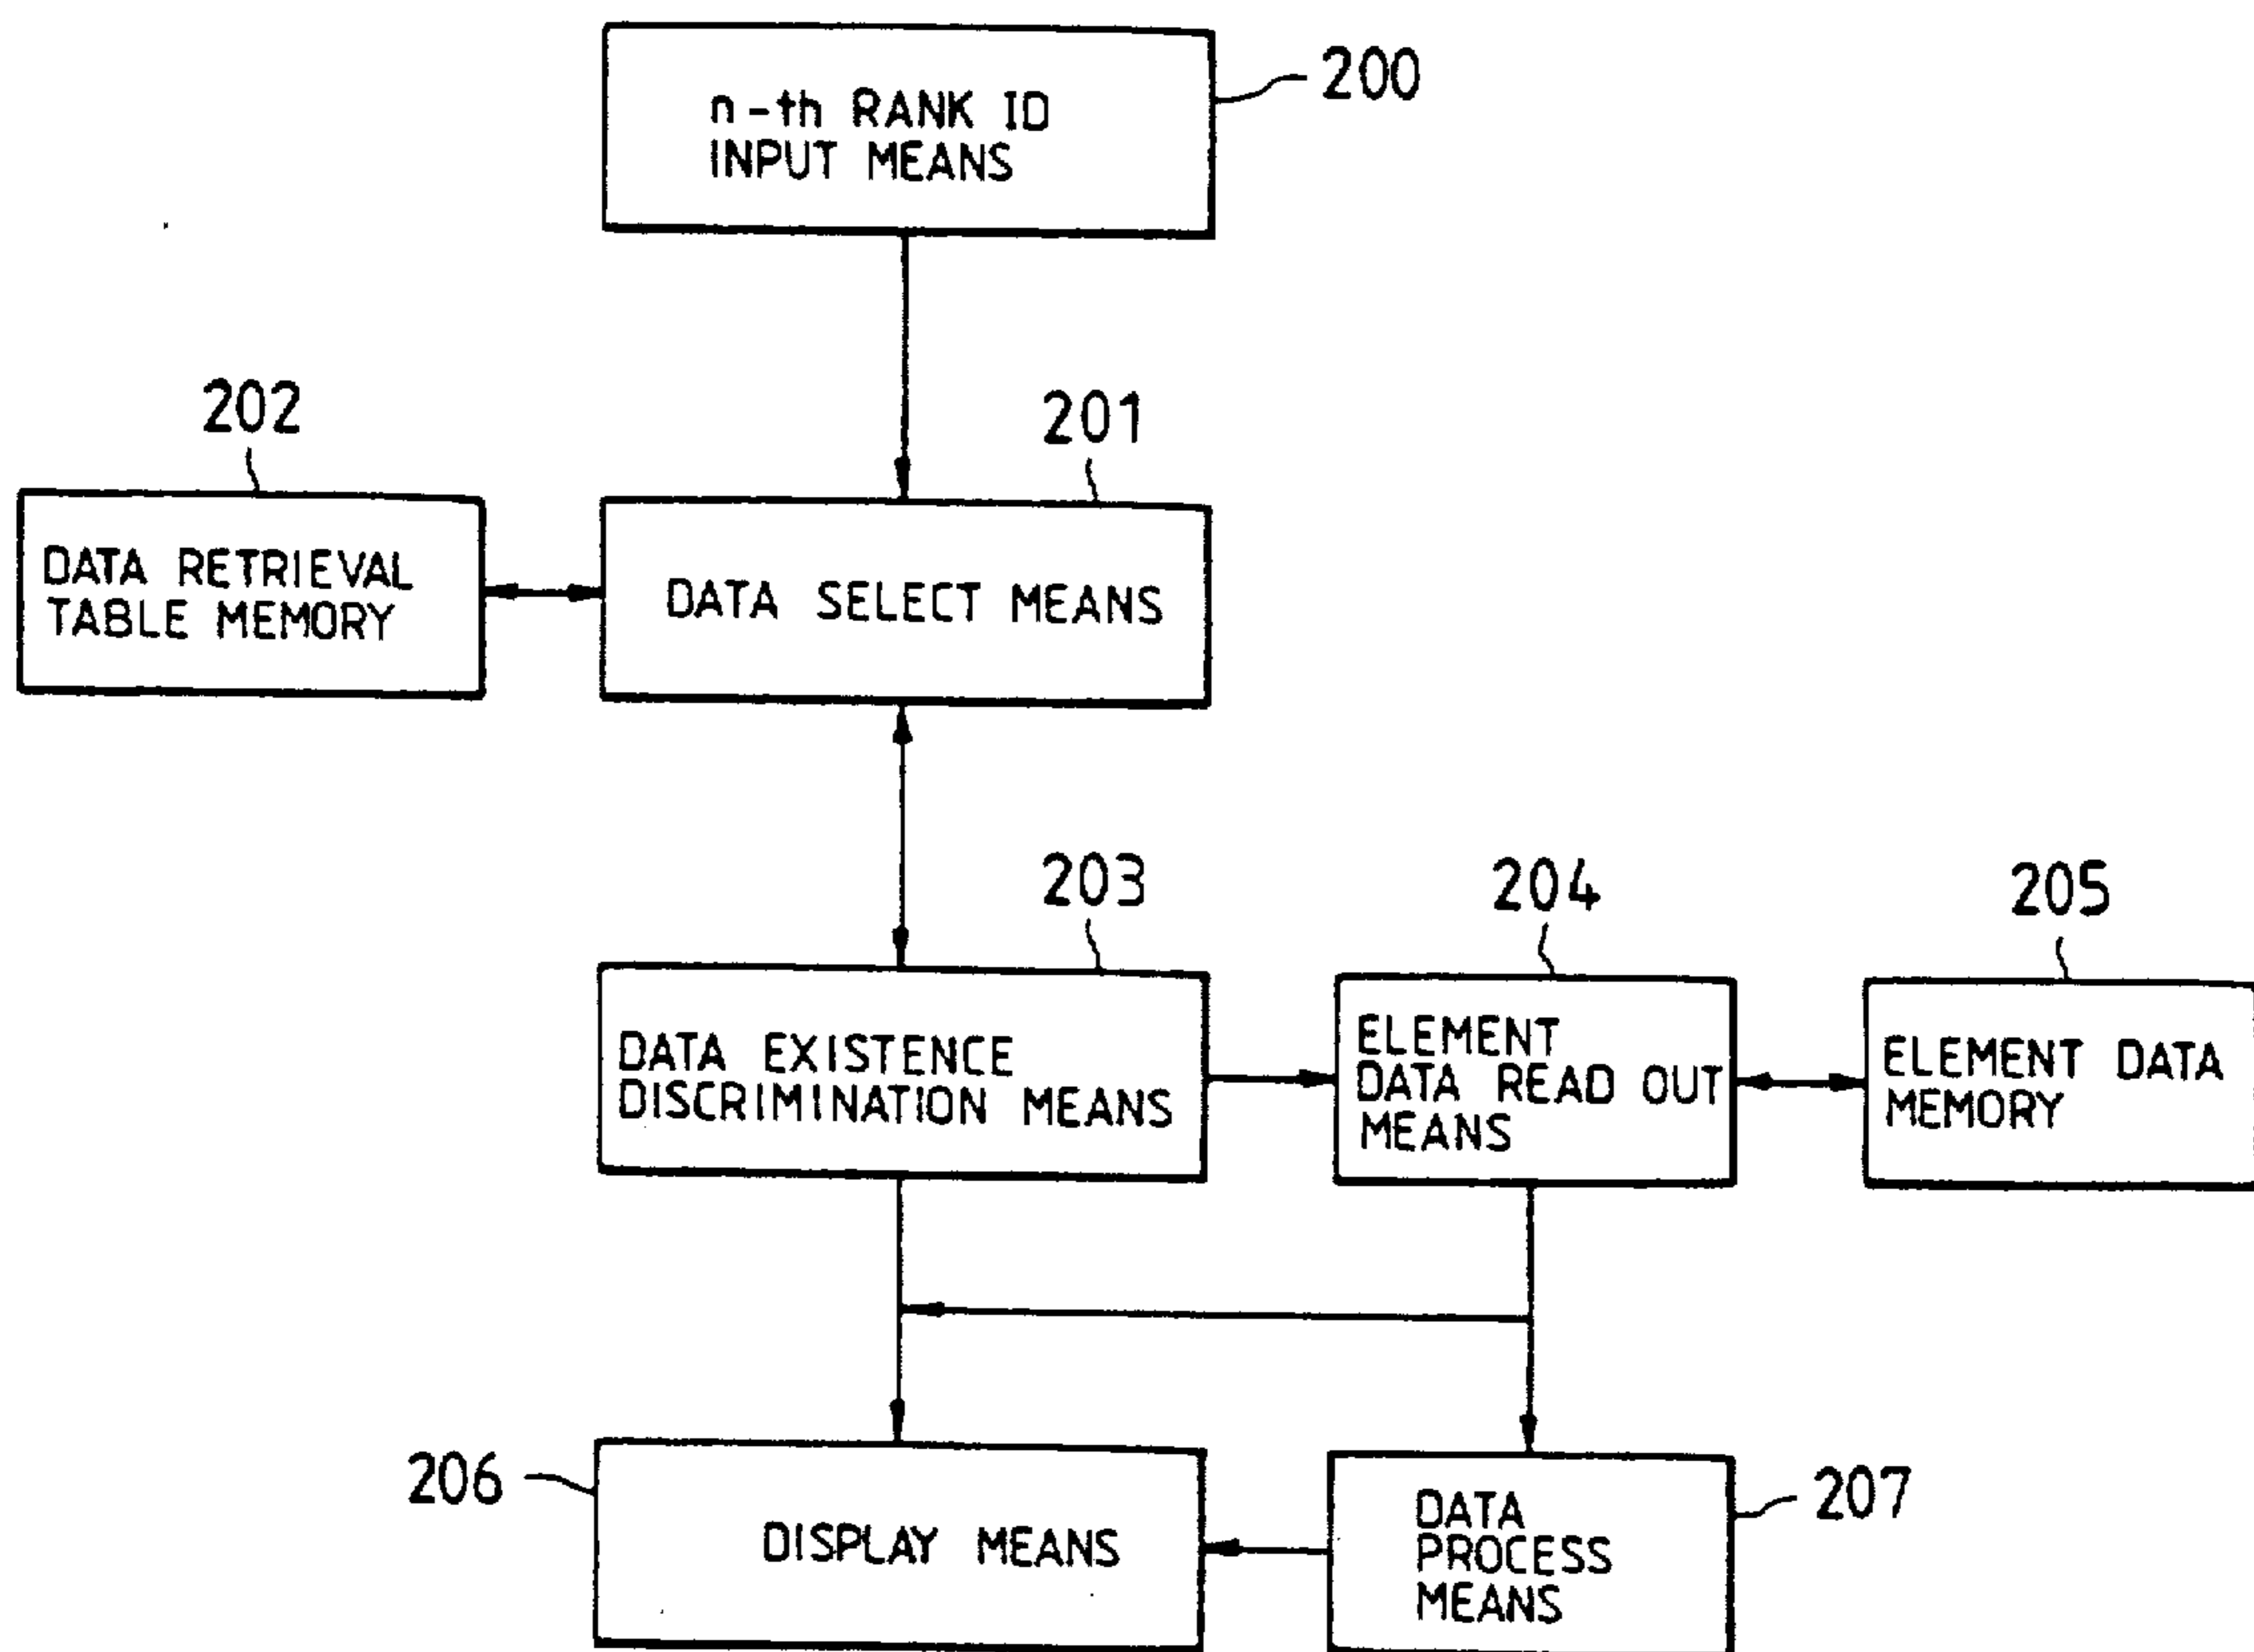 n-th RANK ID
INPUT MEANS
200
202
201
DATA RETRIEVAL
TABLE MEMORY
DATA SELECT MEANS
203
204
205
DATA EXISTENCE
DISCRIMINATION MEANS
ELEMENT
DATA READ OUT
MEANS
ELEMENT DATA
MEMORY
206
DISPLAY MEANS
DATA
PROCESS
MEANS
207